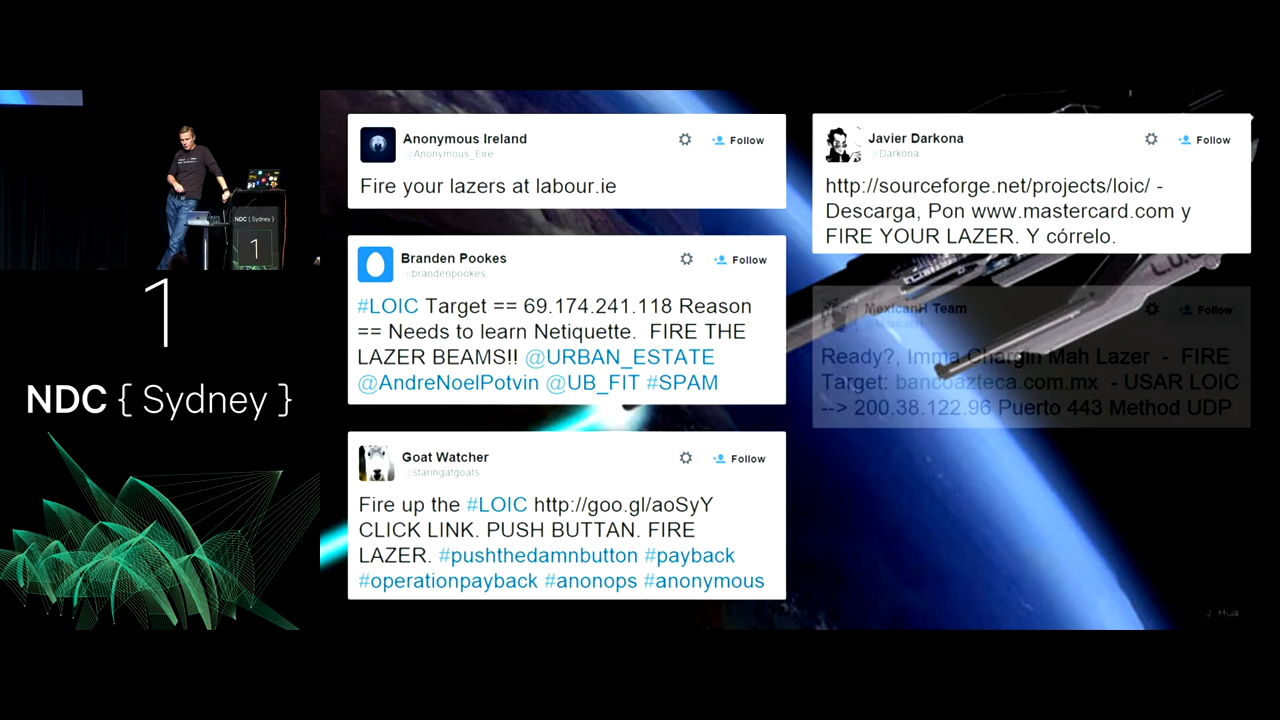 NDC { Sydney }
1
1
NDC { Sydney }
Anonymous Ireland
@Anonymous_Eire
Follow
Fire your lazers at labour.ie
Branden Pookes
@brandenpookes
Follow
#LOIC Target == 69.174.241.118 Reason
== Needs to learn Netiquette. FIRE THE
LAZER BEAMS!! @URBAN_ESTATE
@AndreNoelPotvin @UB_FIT #SPAM
Goat Watcher
@staringatgoats
Follow
Fire up the #LOIC http://goo.gl/aoSyY
CLICK LINK. PUSH BUTTAN. FIRE
LAZER. #pushthedamnbutton #payback
#operationpayback #anonops #anonymous
Javier Darkona
@Darkona
Follow
http://sourceforge.net/projects/loic/ -
Descarga, Pon www.mastercard.com y
FIRE YOUR LAZER. Y córrelo.
MexicanH Team
@MexicanH
Follow
Ready?, Imma Chargin Mah Lazer - FIRE
Target: bancoazteca.com.mx - USAR LOIC
--> 200.38.122.96 Puerto 443 Method UDP
J. Hua